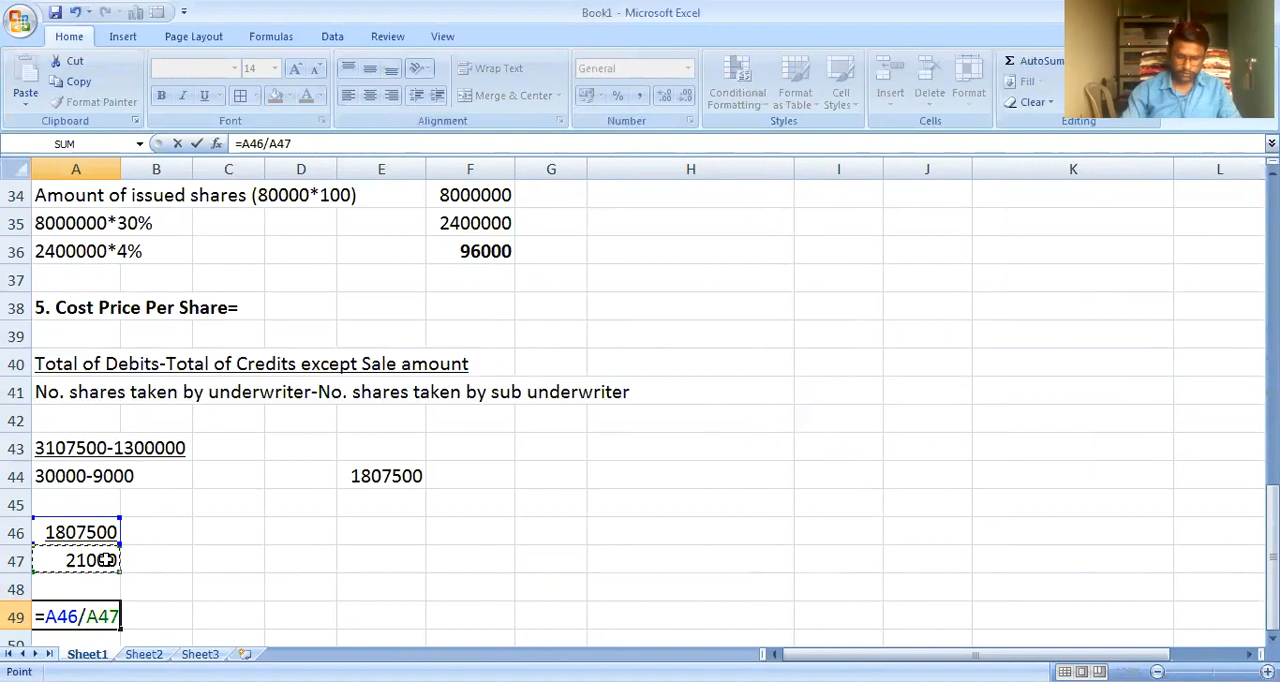 Book1 - Microsoft Excel
Home Insert Page Layout Formulas Data Review View
Paste
Cut
Copy
Format Painter
Clipboard
14
B I U
Font
Wrap Text
Merge & Center
Alignment
General
Number
Conditional Formatting
Format as Table
Cell Styles
Styles
Insert Delete Format
Cells
AutoSum
Fill
Clear
Editing
SUM
=A46/A47
A B C D E F G H I J K L
34 Amount of issued shares (80000*100) 8000000
35 8000000*30% 2400000
36 2400000*4% 96000
37
38 5. Cost Price Per Share=
39
40 Total of Debits-Total of Credits except Sale amount
41 No. shares taken by underwriter-No. shares taken by sub underwriter
42
43 3107500-1300000
44 30000-9000 1807500
45
46 1807500
47 21000
48
49 =A46/A47
50
Sheet1 Sheet2 Sheet3
Point